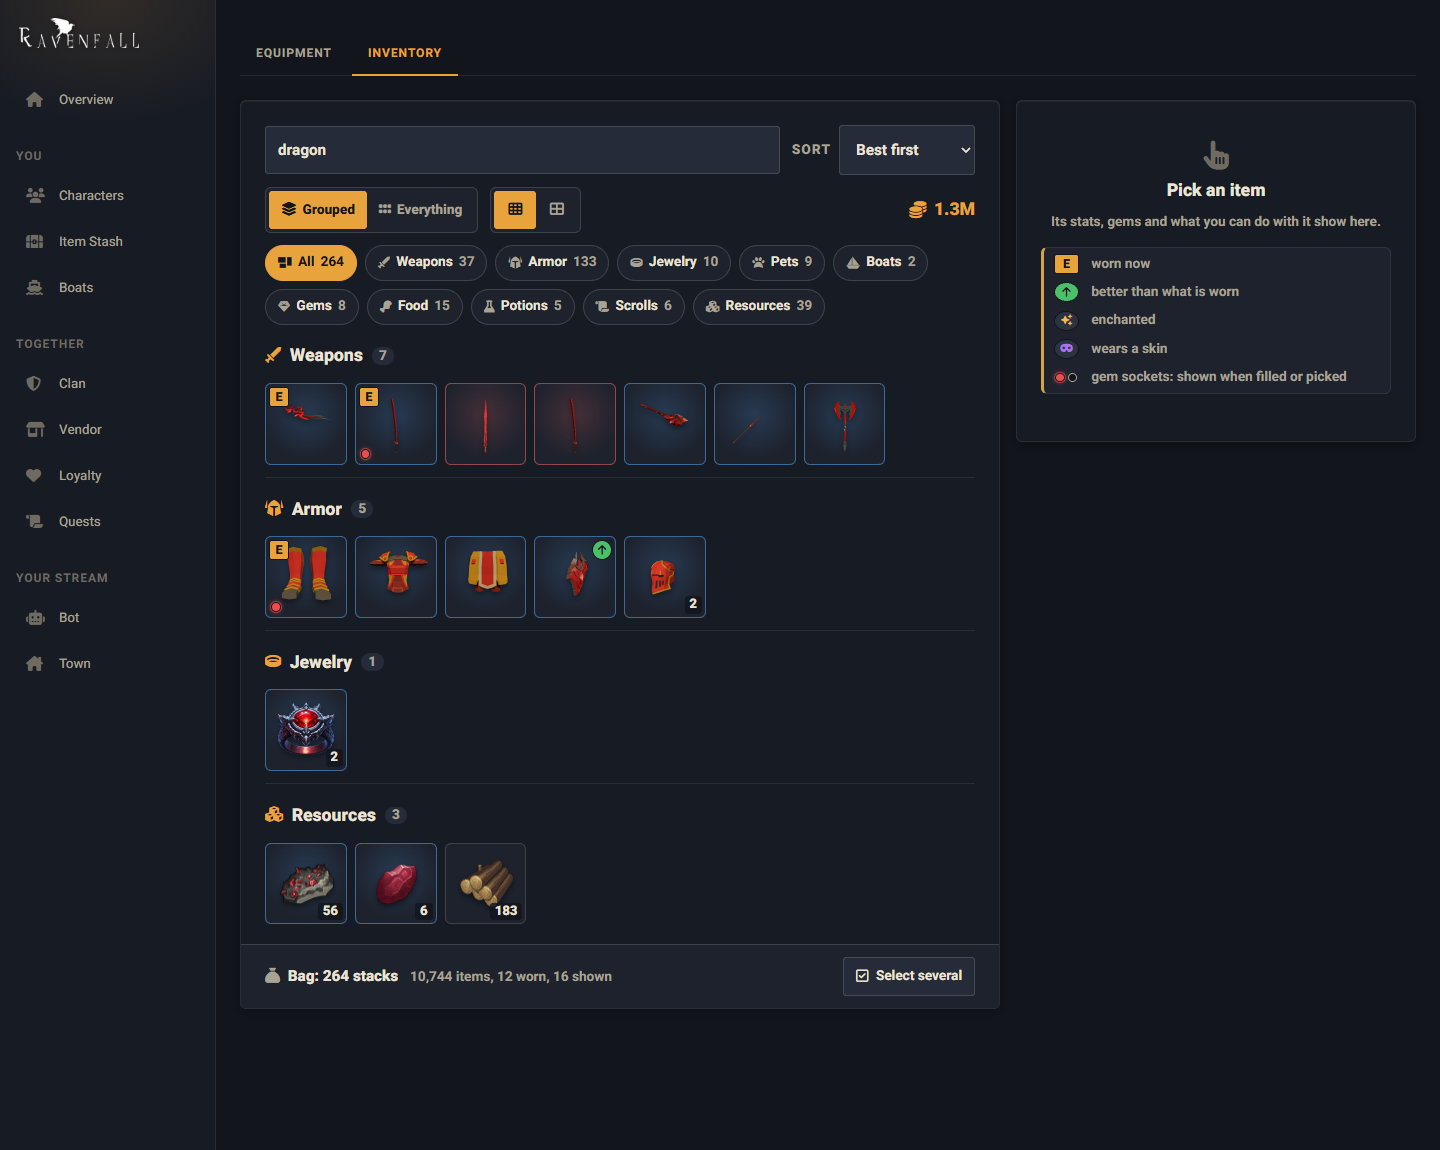 RAVENFALL
EQUIPMENT
INVENTORY
Overview
YOU
Characters
Item Stash
Boats
TOGETHER
Clan
Vendor
Loyalty
Quests
YOUR STREAM
Bot
Town
dragon
SORT
Best first
Grouped
Everything
1.3M
All 264
Weapons 37
Armor 133
Jewelry 10
Pets 9
Boats 2
Gems 8
Food 15
Potions 5
Scrolls 6
Resources 39
Weapons 7
E
E
Armor 5
E
2
Jewelry 1
2
Resources 3
56
6
183
Bag: 264 stacks 10,744 items, 12 worn, 16 shown
Select several
Pick an item
Its stats, gems and what you can do with it show here.
E worn now
better than what is worn
enchanted
wears a skin
gem sockets: shown when filled or picked